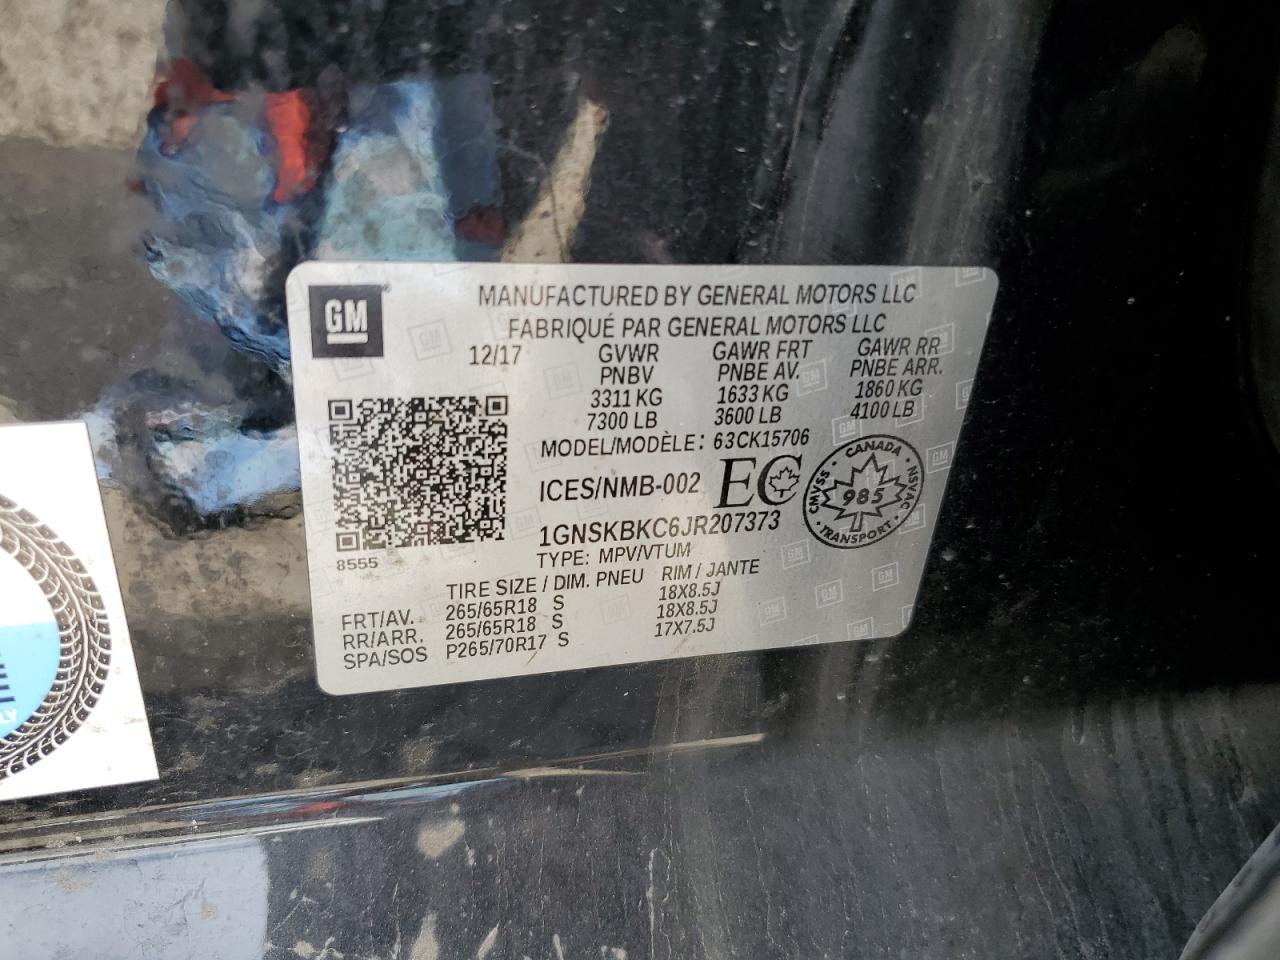 GM
MANUFACTURED BY GENERAL MOTORS LLC
FABRIQUÉ PAR GENERAL MOTORS LLC
12/17 GVWR GAWR FRT GAWR RR
PNBV PNBE AV. PNBE ARR.
3311 KG 1633 KG 1860 KG
7300 LB 3600 LB 4100 LB
MODEL/MODÈLE: 63CK15706
ICES/NMB-002 EC
CANADA
CMVSS 985 NSVAC
TRANSPORT
1GNSKBKC6JR207373
8555
TYPE: MPV/VTUM
TIRE SIZE / DIM. PNEU RIM / JANTE
FRT/AV. 265/65R18 S 18X8.5J
RR/ARR. 265/65R18 S 18X8.5J
SPA/SOS P265/70R17 S 17X7.5J